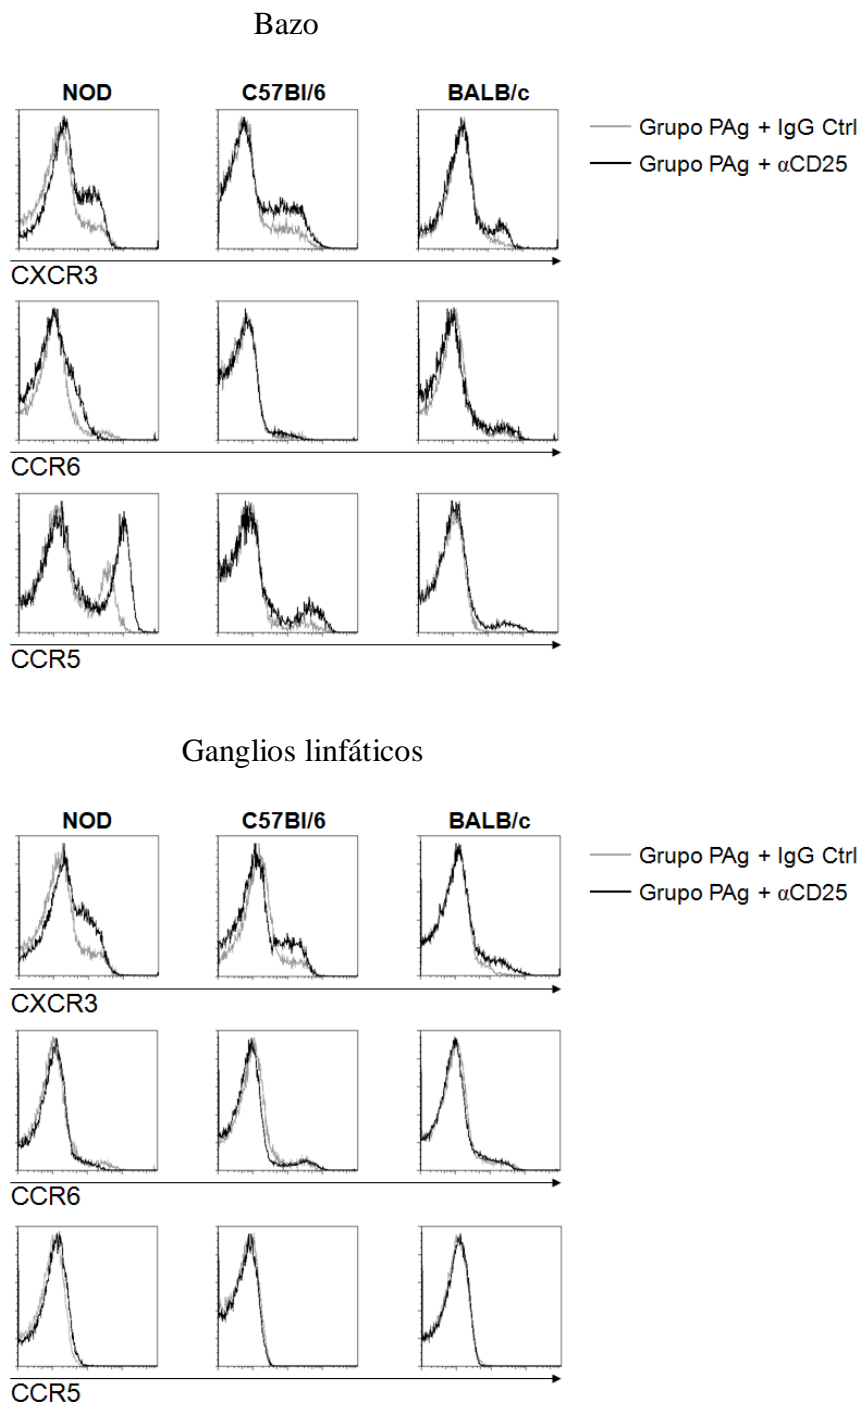 Bazo
NOD C57Bl/6 BALB/c
Grupo PAg + IgG Ctrl
Grupo PAg + αCD25
CXCR3
CCR6
CCR5
Ganglios linfáticos
NOD C57Bl/6 BALB/c
Grupo PAg + IgG Ctrl
Grupo PAg + αCD25
CXCR3
CCR6
CCR5